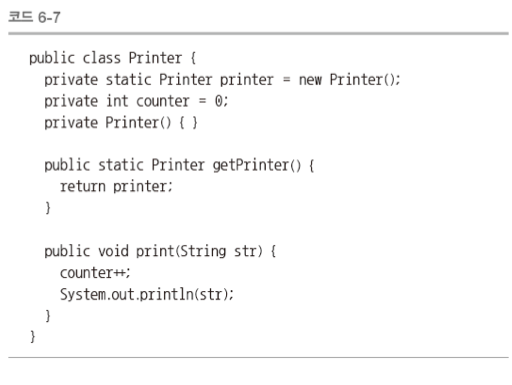 코드 6-7
public class Printer {
private static Printer printer = new Printer();
private int counter = 0;
private Printer() { }
public static Printer getPrinter() {
return printer;
}
public void print(String str) {
counter++;
System.out.println(str);
}
}